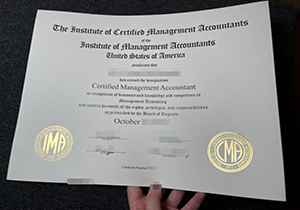 The Institute of Certified Management Accountants
of the
Institute of Management Accountants
United States of America
proclaims that
has earned the designation
Certified Management Accountant
in recognition of demonstrated knowledge and competence in
Management Accounting
and confers herewith all the rights, privileges, and responsibilities
as prescribed by the Board of Regents.
October
IMA
CMA
Certificate Number